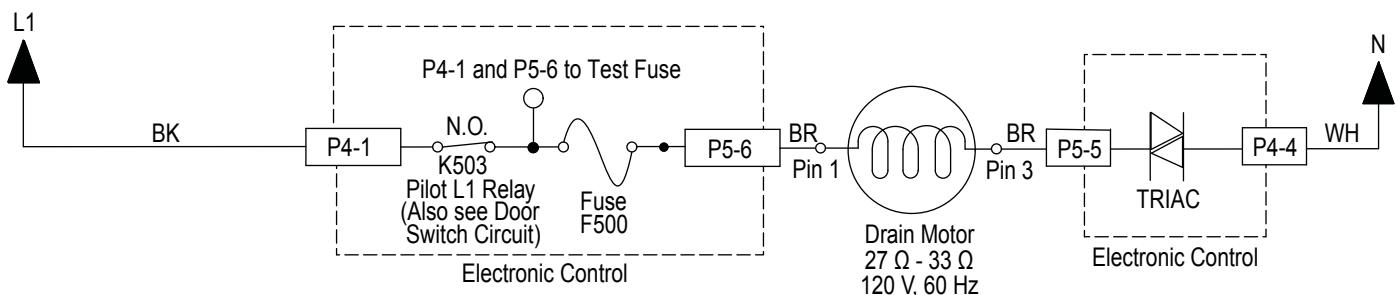 L1
BK
P4-1 and P5-6 to Test Fuse
P4-1
N.O.
K503
Pilot L1 Relay
(Also see Door
Switch Circuit)
Fuse
F500
P5-6
Electronic Control
BR
Pin 1
Drain Motor
27 Ω - 33 Ω
120 V, 60 Hz
BR
Pin 3
P5-5
TRIAC
P4-4
Electronic Control
WH
N